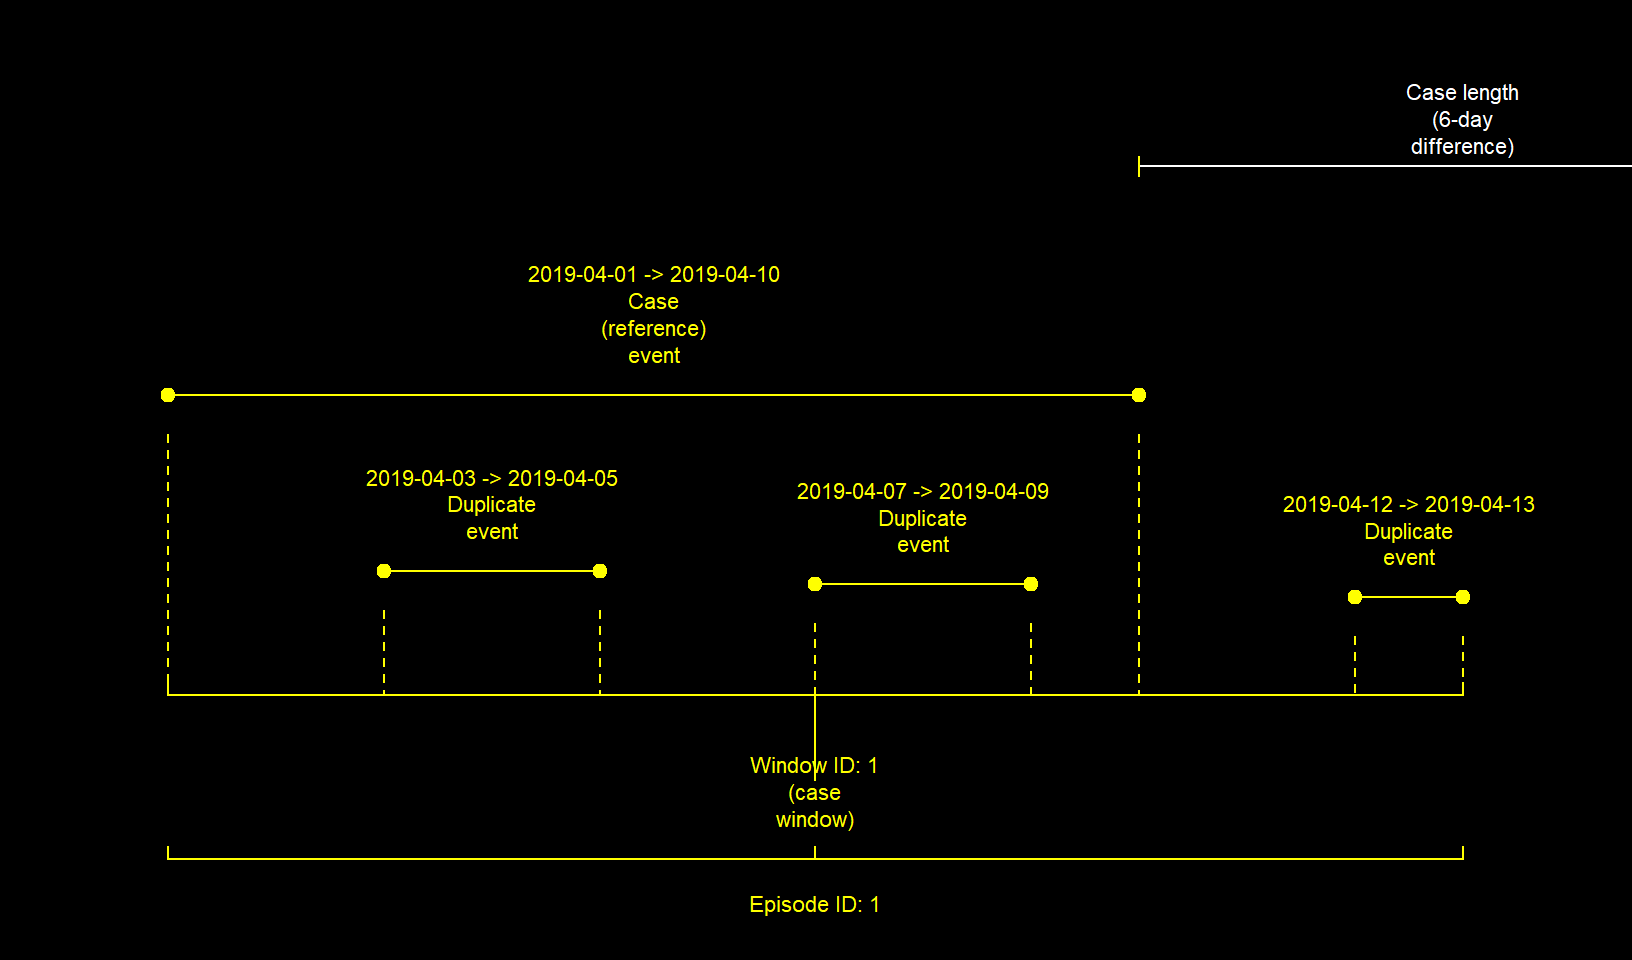 Case length
(6-day
difference)
2019-04-01 -> 2019-04-10
Case
(reference)
event
2019-04-03 -> 2019-04-05
Duplicate
event
2019-04-07 -> 2019-04-09
Duplicate
event
2019-04-12 -> 2019-04-13
Duplicate
event
Window ID: 1
(case
window)
Episode ID: 1